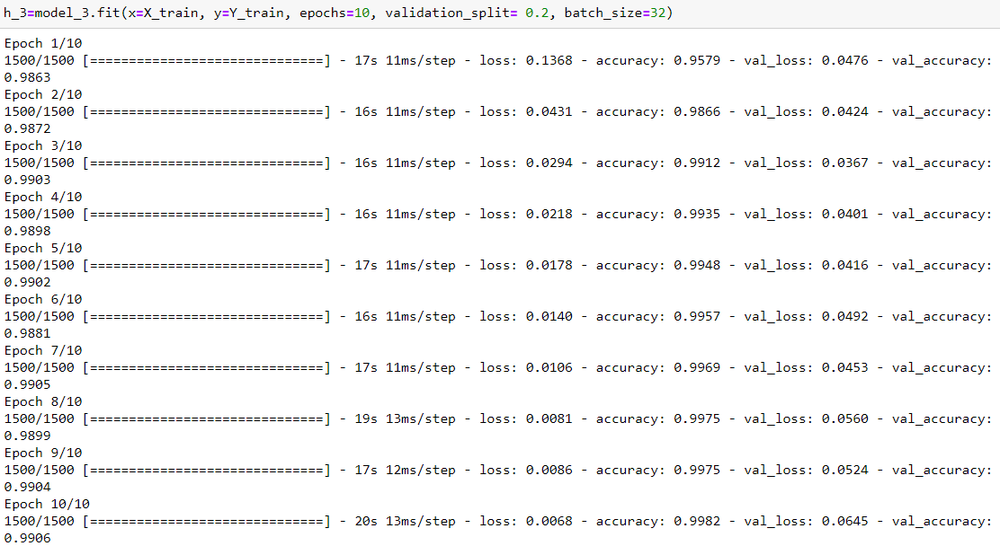 h_3=model_3.fit(x=X_train, y=Y_train, epochs=10, validation_split= 0.2, batch_size=32)
Epoch 1/10
1500/1500 [==============================] - 17s 11ms/step - loss: 0.1368 - accuracy: 0.9579 - val_loss: 0.0476 - val_accuracy:
0.9863
Epoch 2/10
1500/1500 [==============================] - 16s 11ms/step - loss: 0.0431 - accuracy: 0.9866 - val_loss: 0.0424 - val_accuracy:
0.9872
Epoch 3/10
1500/1500 [==============================] - 16s 11ms/step - loss: 0.0294 - accuracy: 0.9912 - val_loss: 0.0367 - val_accuracy:
0.9903
Epoch 4/10
1500/1500 [==============================] - 16s 11ms/step - loss: 0.0218 - accuracy: 0.9935 - val_loss: 0.0401 - val_accuracy:
0.9898
Epoch 5/10
1500/1500 [==============================] - 17s 11ms/step - loss: 0.0178 - accuracy: 0.9948 - val_loss: 0.0416 - val_accuracy:
0.9902
Epoch 6/10
1500/1500 [==============================] - 16s 11ms/step - loss: 0.0140 - accuracy: 0.9957 - val_loss: 0.0492 - val_accuracy:
0.9881
Epoch 7/10
1500/1500 [==============================] - 17s 11ms/step - loss: 0.0106 - accuracy: 0.9969 - val_loss: 0.0453 - val_accuracy:
0.9905
Epoch 8/10
1500/1500 [==============================] - 19s 13ms/step - loss: 0.0081 - accuracy: 0.9975 - val_loss: 0.0560 - val_accuracy:
0.9899
Epoch 9/10
1500/1500 [==============================] - 17s 12ms/step - loss: 0.0086 - accuracy: 0.9975 - val_loss: 0.0524 - val_accuracy:
0.9904
Epoch 10/10
1500/1500 [==============================] - 20s 13ms/step - loss: 0.0068 - accuracy: 0.9982 - val_loss: 0.0645 - val_accuracy:
0.9906